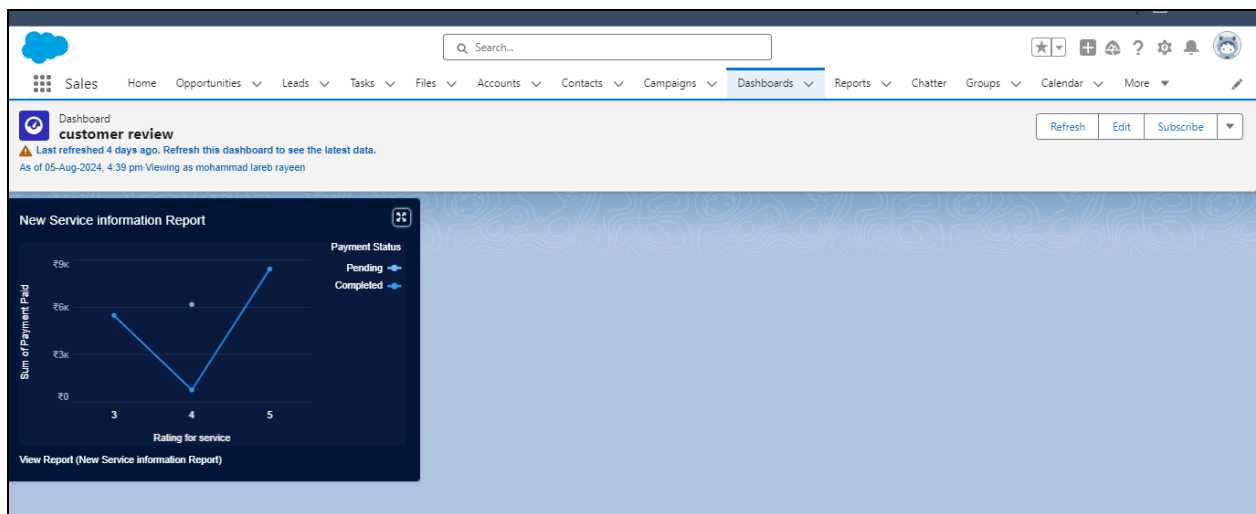 Search...
Sales Home Opportunities Leads Tasks Files Accounts Contacts Campaigns Dashboards Reports Chatter Groups Calendar More
Dashboard
customer review
Last refreshed 4 days ago. Refresh this dashboard to see the latest data.
As of 05-Aug-2024, 4:39 pm·Viewing as mohammad lareb rayeen
Refresh Edit Subscribe
New Service information Report
Payment Status
Pending
Completed
Sum of Payment Paid
₹9K
₹6K
₹3K
₹0
3 4 5
Rating for service
View Report (New Service information Report)